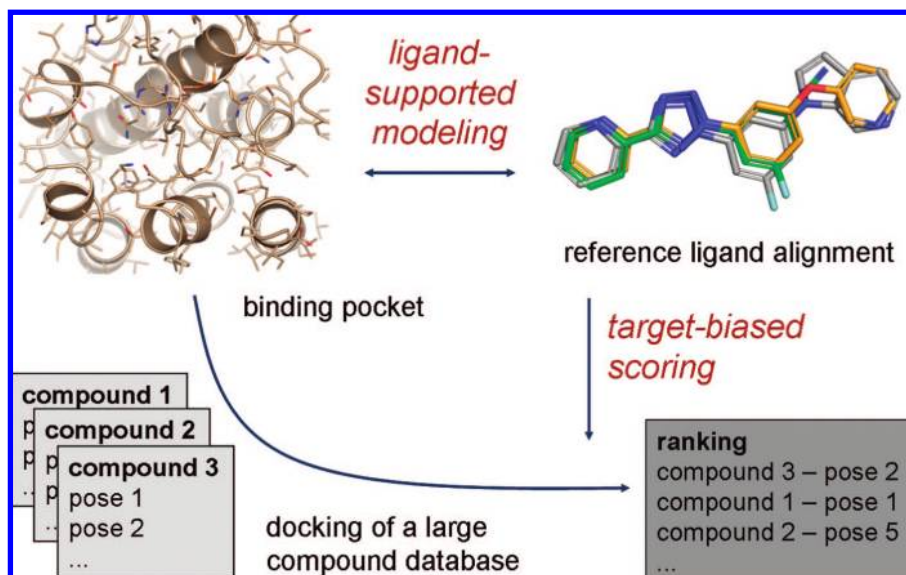 ligand-
supported
modeling
reference ligand alignment
binding pocket
target-biased
scoring
compound 1
p
p
..
compound 2
p
p
..
compound 3
pose 1
pose 2
...
docking of a large
compound database
ranking
compound 3 – pose 2
compound 1 – pose 1
compound 2 – pose 5
...